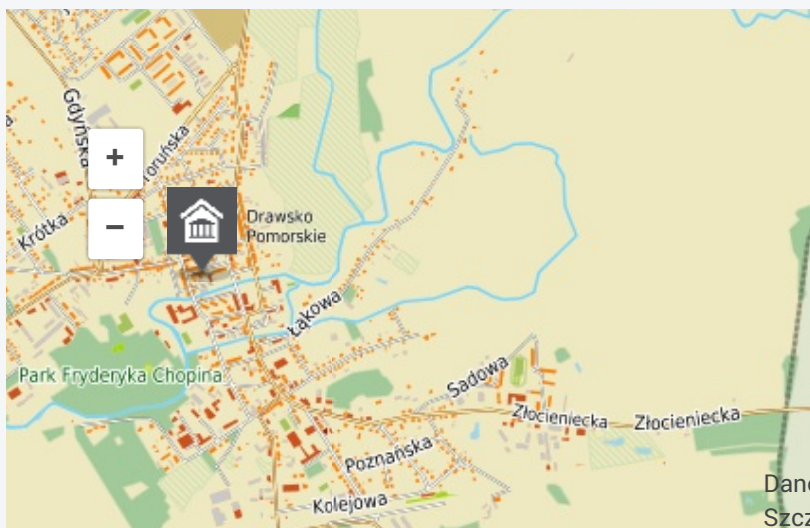 Gdyńska
Toruńska
+
−
Krótka
Drawsko
Pomorskie
Łąkowa
Park Fryderyka Chopina
Sadowa
Złocieniecka
Złocieniecka
Poznańska
Kolejowa